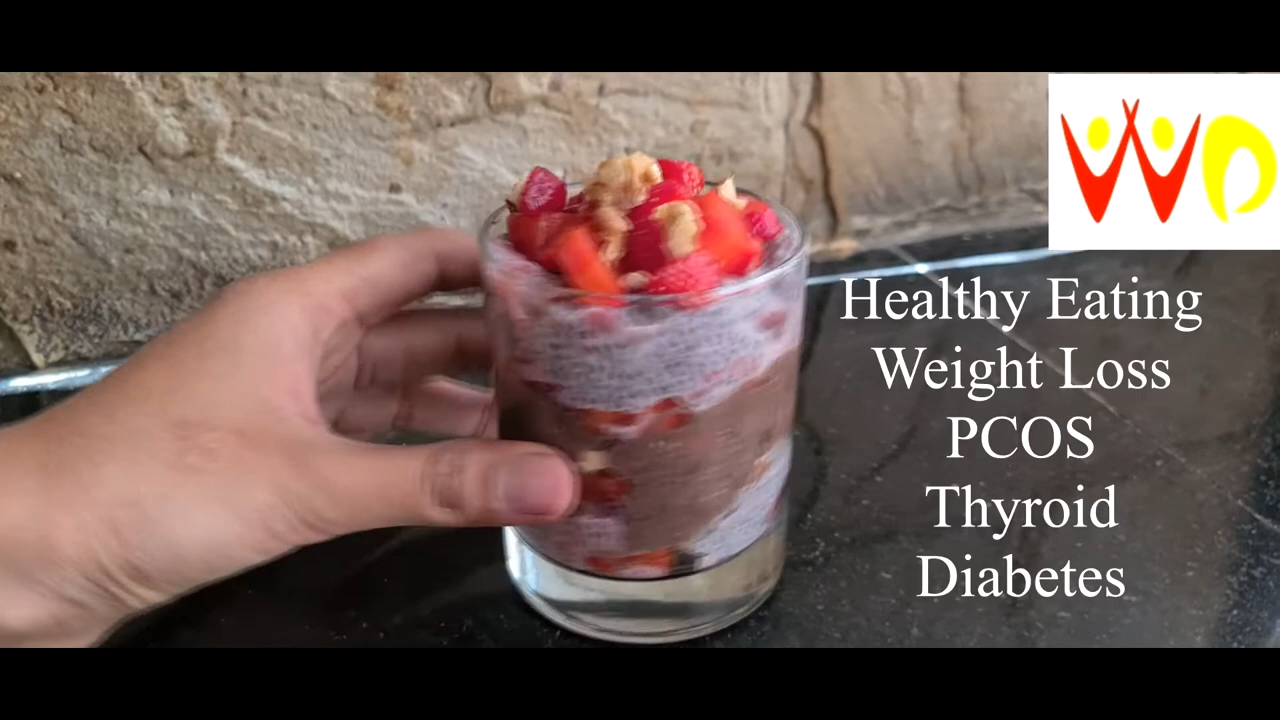 Healthy Eating
Weight Loss
PCOS
Thyroid
Diabetes